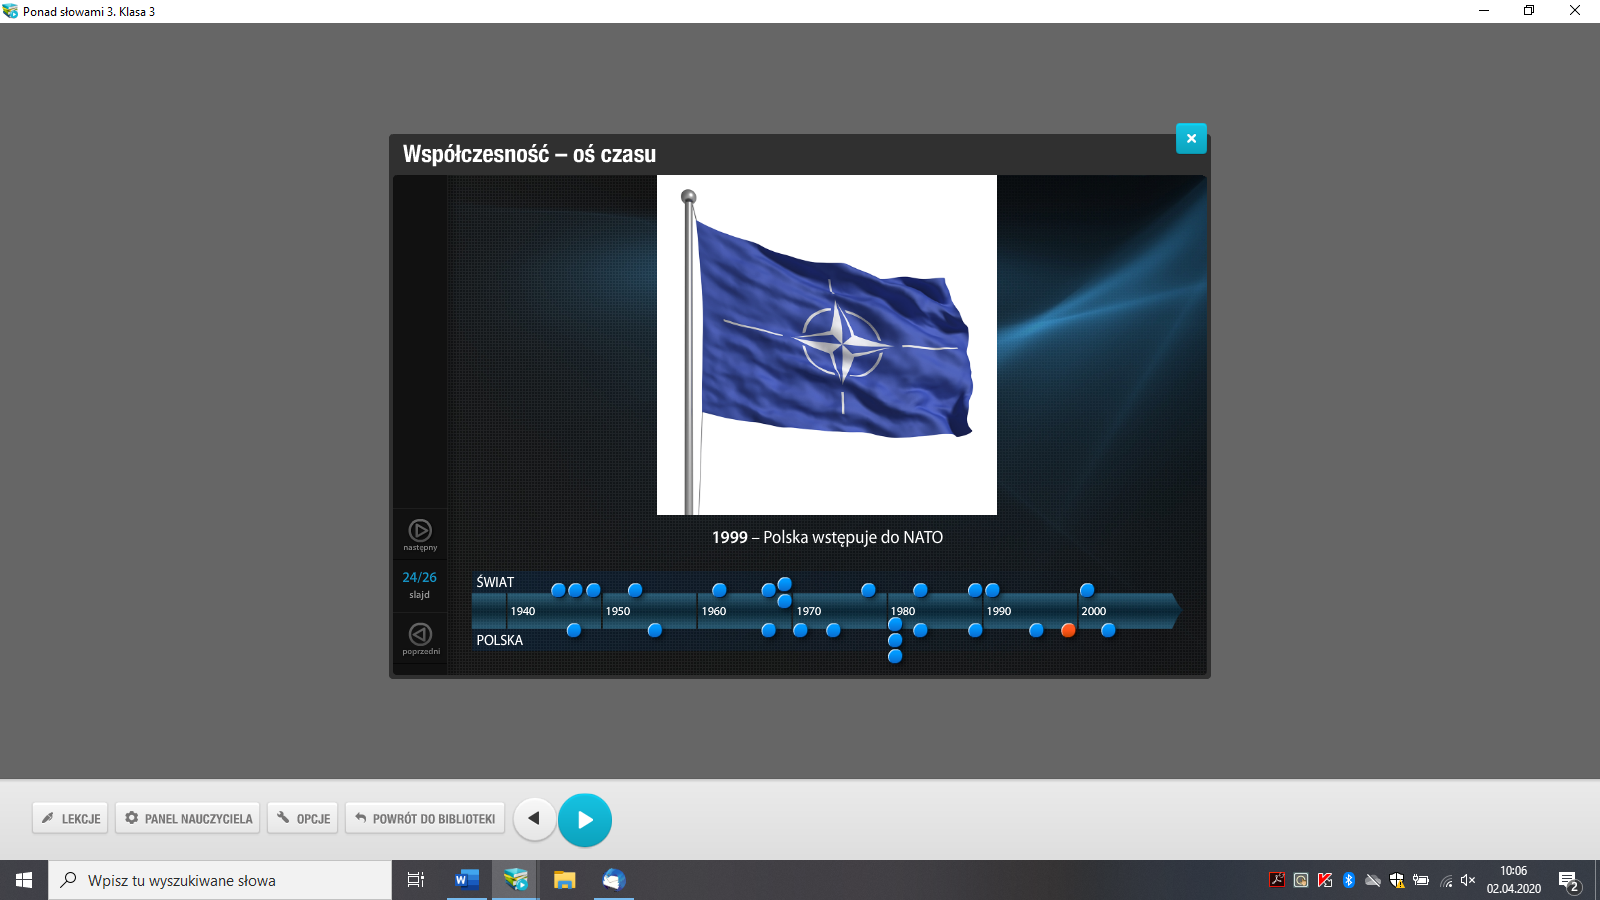 Ponad słowami 3. Klasa 3
Współczesność – oś czasu
1999 – Polska wstępuje do NATO
następny
24/26
slajd
poprzedni
ŚWIAT
1940 1950 1960 1970 1980 1990 2000
POLSKA
LEKCJE PANEL NAUCZYCIELA OPCJE POWRÓT DO BIBLIOTEKI
Wpisz tu wyszukiwane słowa
10:06
02.04.2020
2